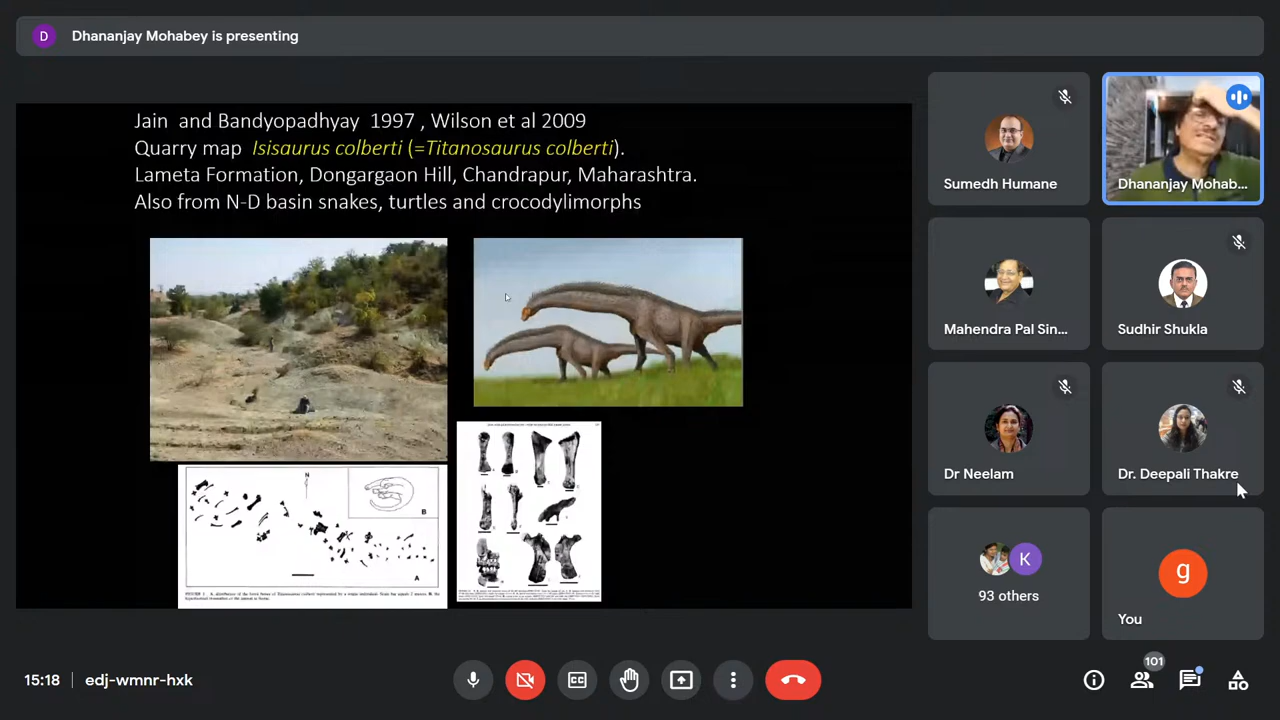 D
Dhananjay Mohabey is presenting
Jain and Bandyopadhyay 1997 , Wilson et al 2009
Quarry map Isisaurus colberti (=Titanosaurus colberti).
Lameta Formation, Dongargaon Hill, Chandrapur, Maharashtra.
Also from N-D basin snakes, turtles and crocodylimorphs
N
B
A
Sumedh Humane
Dhananjay Mohab...
Mahendra Pal Sin...
Sudhir Shukla
Dr Neelam
Dr. Deepali Thakre
K
93 others
g
You
15:18 | edj-wmnr-hxk
CC
101